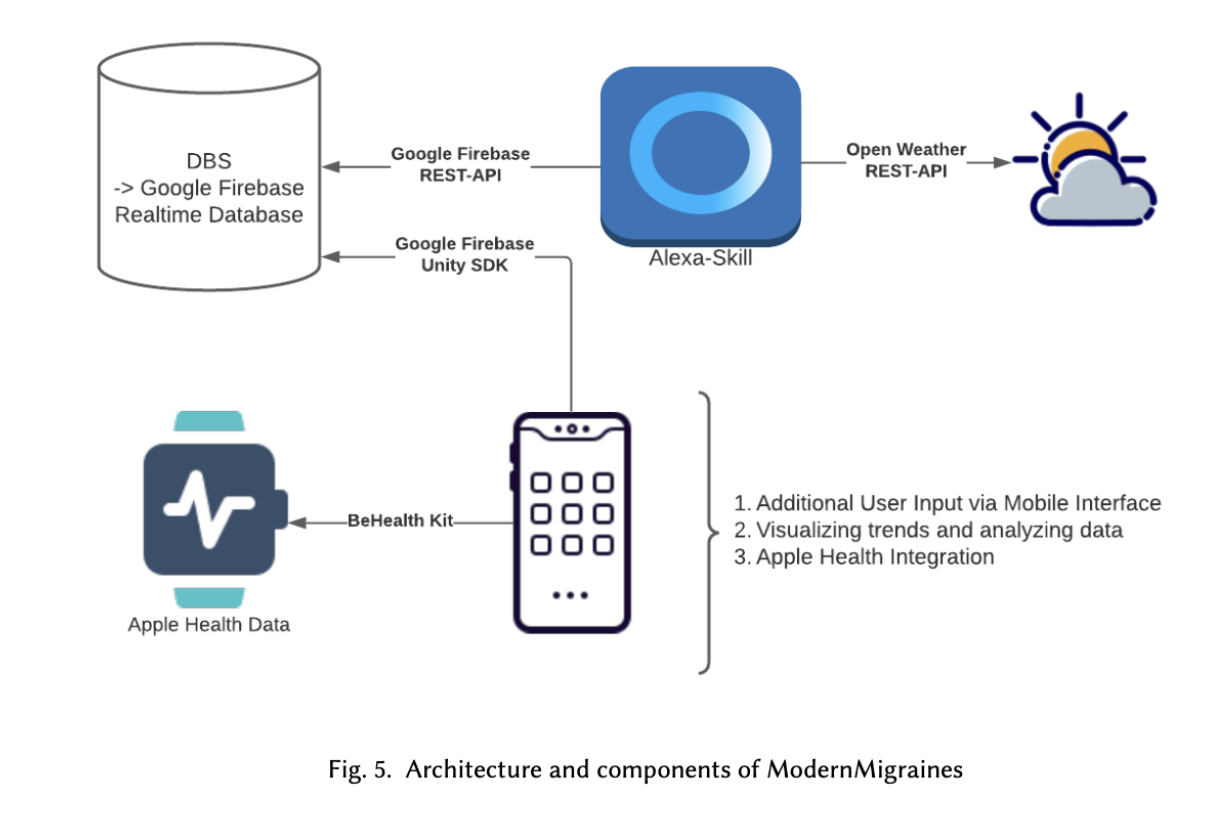 DBS
-> Google Firebase
Realtime Database
Google Firebase
REST-API
Open Weather
REST-API
Alexa-Skill
Google Firebase
Unity SDK
BeHealth Kit
Apple Health Data
1. Additional User Input via Mobile Interface
2. Visualizing trends and analyzing data
3. Apple Health Integration
Fig. 5. Architecture and components of ModernMigraines